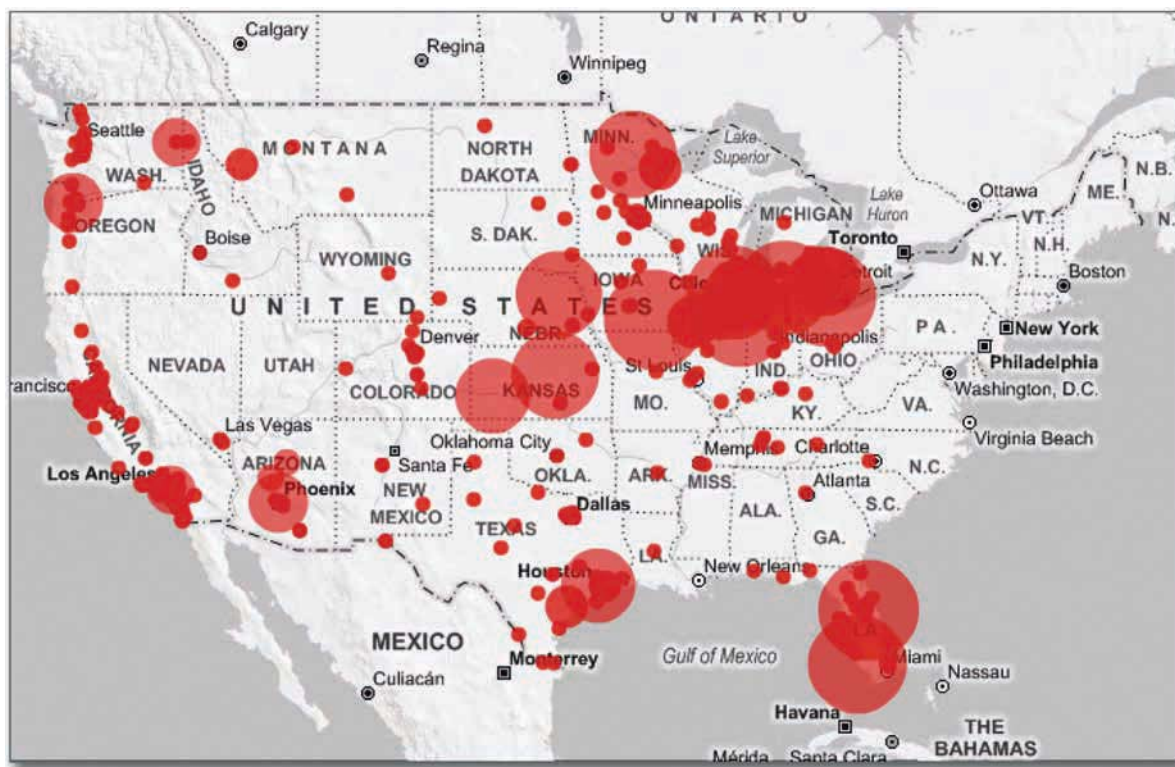 ONTARIO
Calgary
Regina
Winnipeg
Seattle
MONTANA
NORTH
DAKOTA
MINN.
Lake
Superior
WASH.
IDAHO
Ottawa
ME.
N.B.
Lake
Huron
Minneapolis
MICHIGAN
VT.
OREGON
S. DAK.
WIS.
Toronto
N.H.
Boise
N.Y.
WYOMING
IOWA
Detroit
Boston
UNITED STATES
NEBR.
PA.
New York
Denver
Indianapolis
Philadelphia
NEVADA
UTAH
OHIO
St Louis
IND.
Washington, D.C.
rancisco
COLORADO
KANSAS
MO.
KY.
VA.
Las Vegas
Virginia Beach
Oklahoma City
Memphis
Charlotte
ARIZONA
Santa Fe
OKLA.
ARK.
MISS.
N.C.
Los Angeles
Phoenix
NEW
MEXICO
Dallas
Atlanta
S.C.
ALA.
TEXAS
GA.
LA.
Houston
New Orleans
MEXICO
Monterrey
Gulf of Mexico
Miami
Nassau
Culiacán
Havana
THE
BAHAMAS
Mérida
Santa Clara